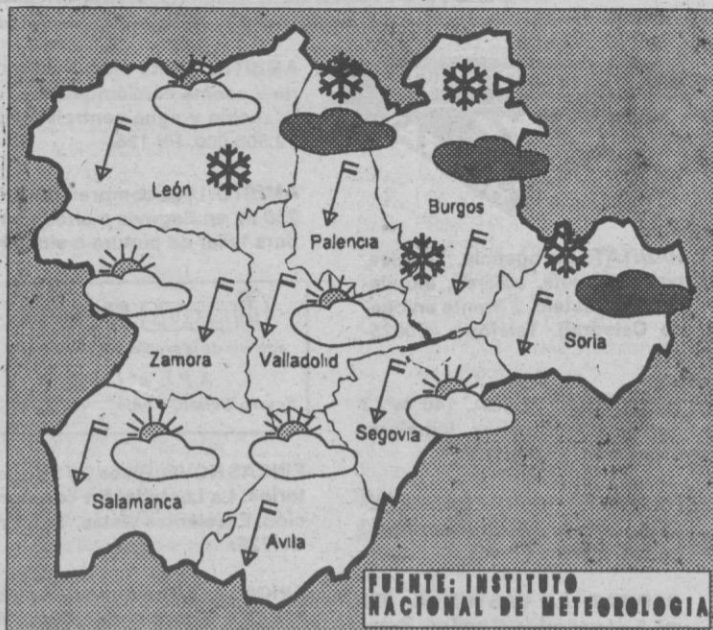 León
Burgos
Palencia
Soria
Zamora
Valladolid
Segovia
Salamanca
Avila
FUENTE: INSTITUTO
NACIONAL DE METEOROLOGIA